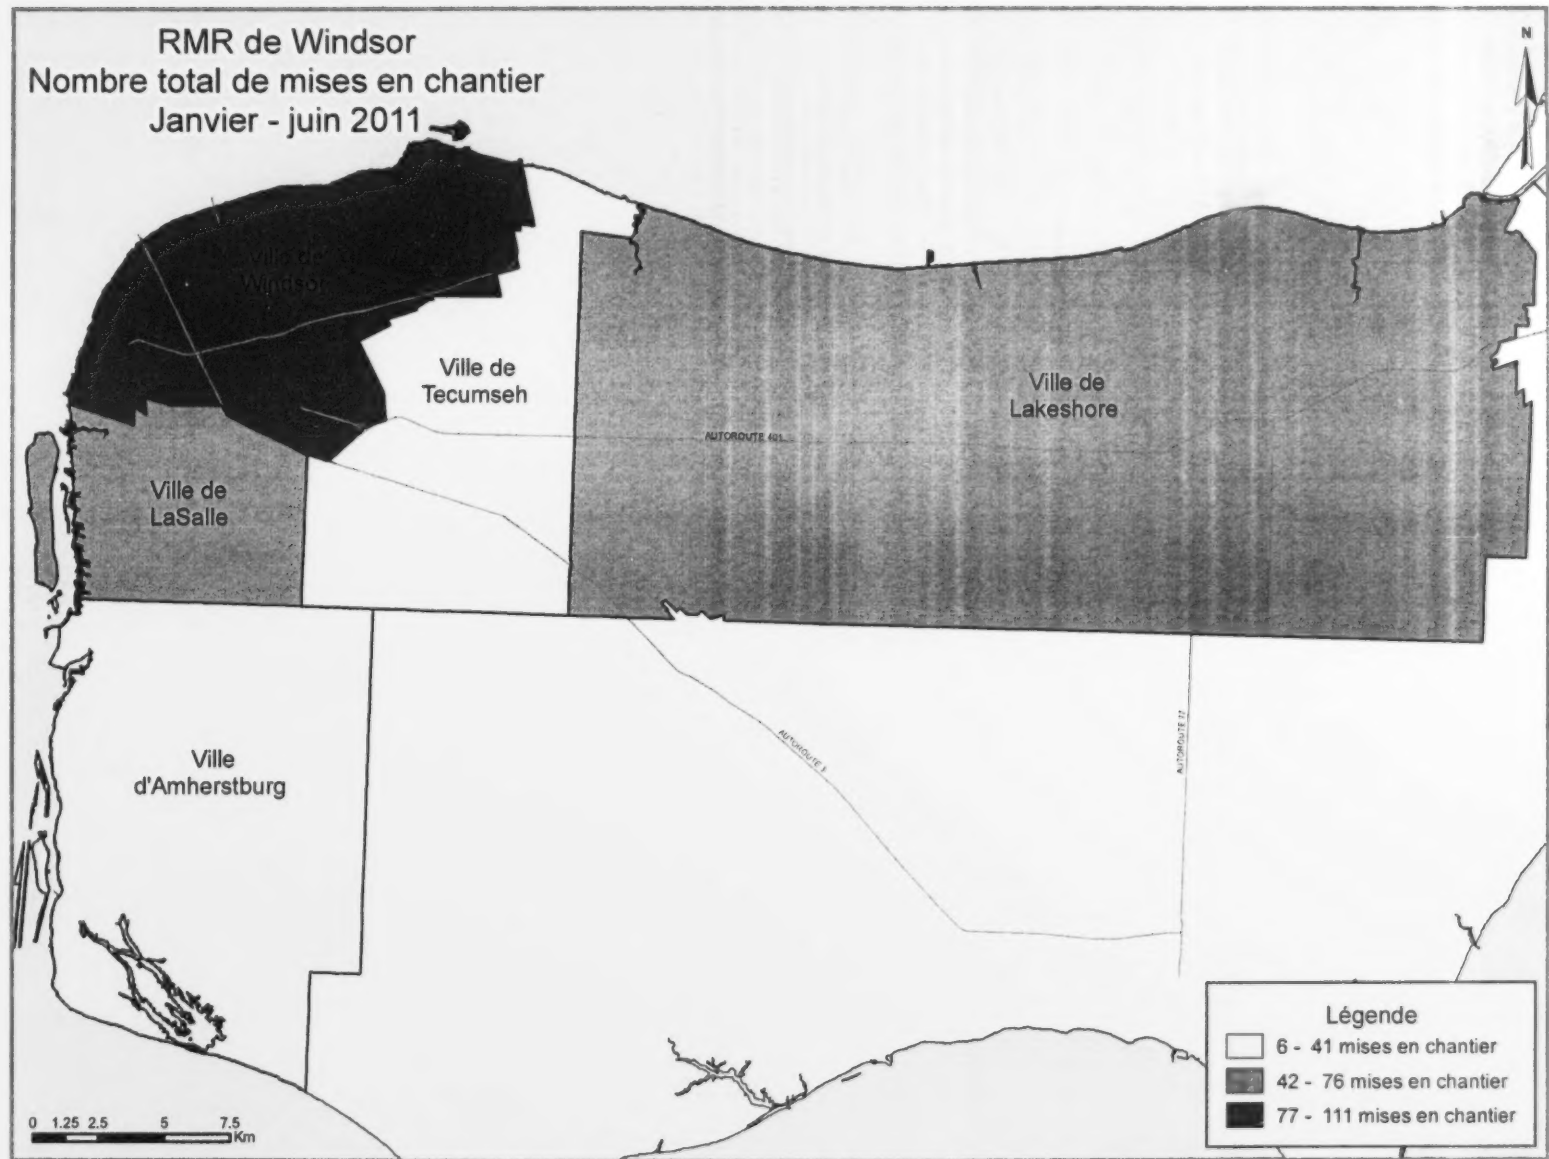 RMR de Windsor
Nombre total de mises en chantier
Janvier - juin 2011
N
Ville de
Windsor
Ville de
Tecumseh
Ville de
Lakeshore
AUTOROUTE 401
Ville de
LaSalle
Ville
d'Amherstburg
AUTOROUTE 3
AUTOROUTE 77
Légende
6 - 41 mises en chantier
42 - 76 mises en chantier
77 - 111 mises en chantier
0 1.25 2.5 5 7.5
Km